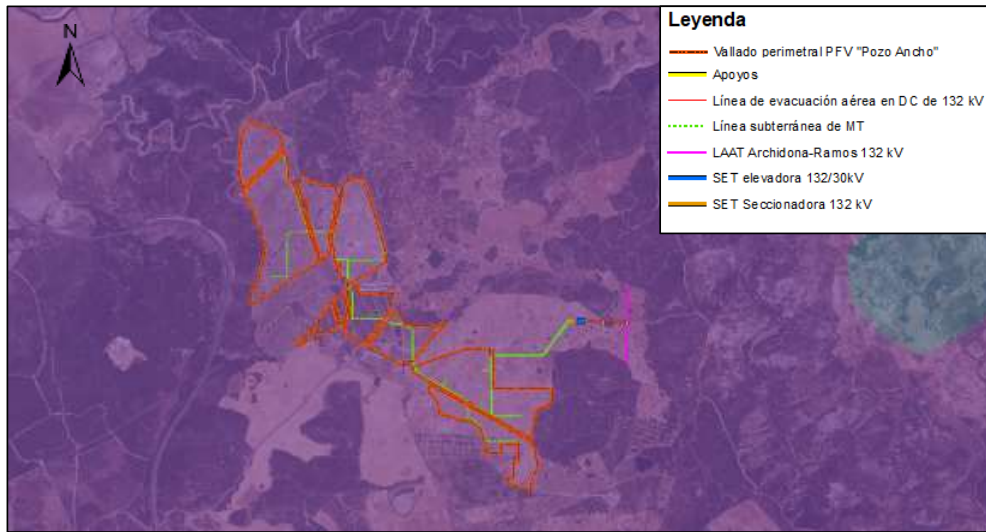 N
Leyenda
Vallado perimetral PFV "Pozo Ancho"
Apoyos
Línea de evacuación aérea en DC de 132 kV
Línea subterránea de MT
LAAT Archidona-Ramos 132 kV
SET elevadora 132/30kV
SET Seccionadora 132 kV